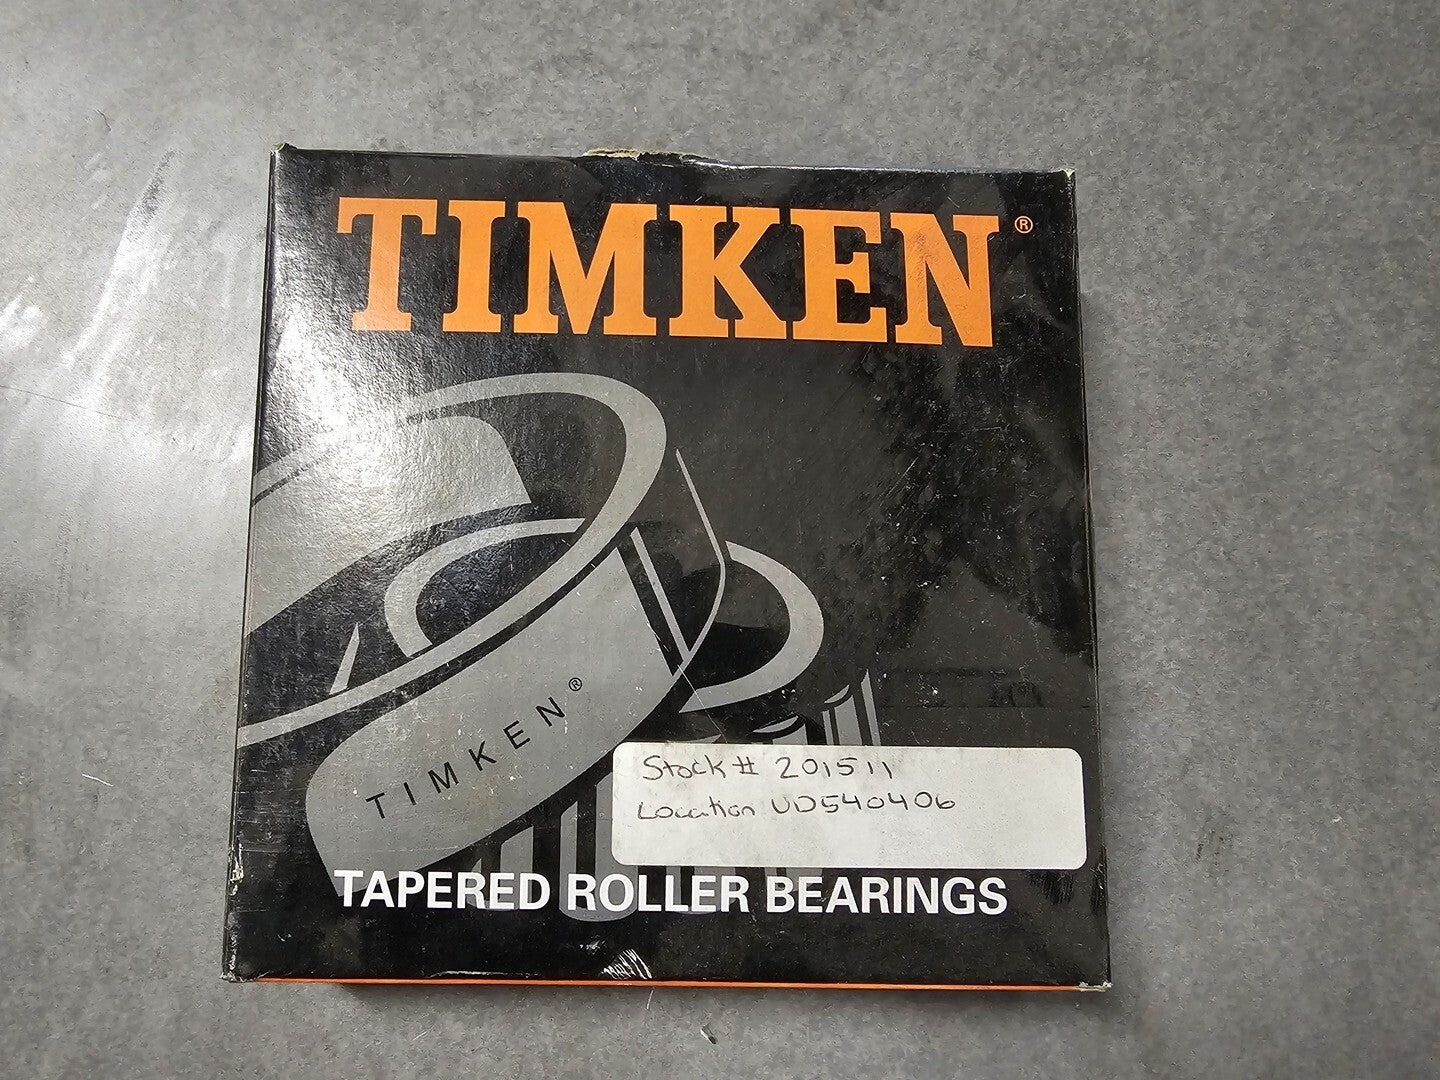 TIMKEN®
TIMKEN®
Stock # 201511
Location UD540406
TAPERED ROLLER BEARINGS